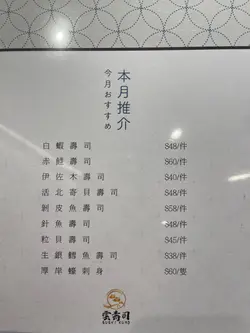 本月推介
今月おすすめ
白蝦壽司 $48/件
赤鯥壽司 $60/件
伊佐木壽司 $40/件
活北寄貝壽司 $48/件
剝皮魚壽司 $58/件
針魚壽司 $48/件
粒貝壽司 $45/件
生銀鱈魚壽司 $38/件
厚岸蠔刺身 $60/隻
雲壽司